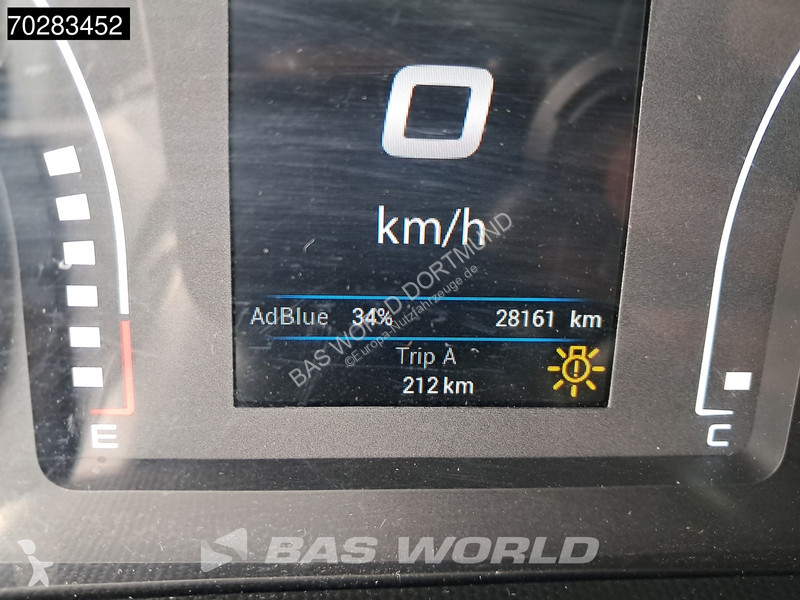 70283452
0
km/h
AdBlue 34% 28161 km
Trip A
212 km
E
C
BAS WORLD DORTMUND
©Europa-Nutzfahrzeuge.de
BAS WORLD